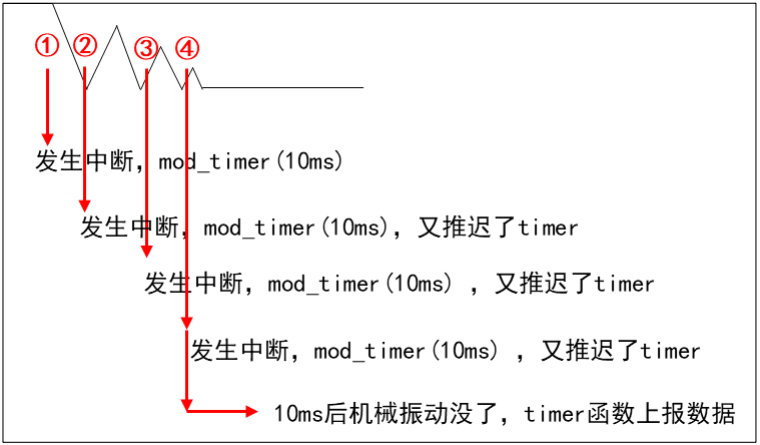 ① ② ③ ④
发生中断，mod_timer(10ms)
发生中断，mod_timer(10ms)，又推迟了timer
发生中断，mod_timer(10ms) ，又推迟了timer
发生中断，mod_timer(10ms) ，又推迟了timer
10ms后机械振动没了，timer函数上报数据